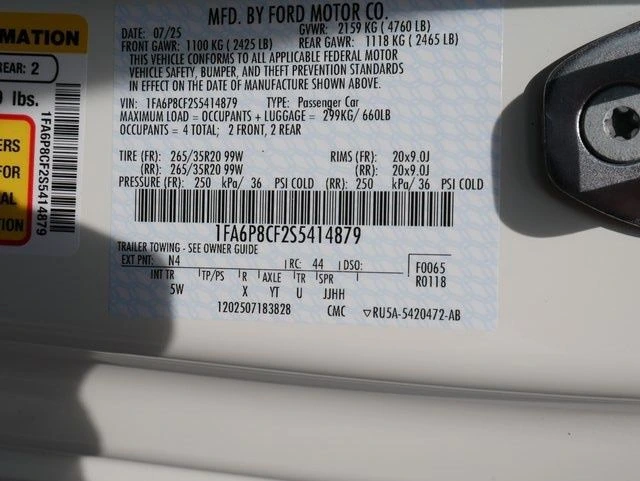 MFD. BY FORD MOTOR CO.
DATE: 07/25 GVWR: 2159 KG ( 4760 LB)
FRONT GAWR: 1100 KG ( 2425 LB) REAR GAWR: 1118 KG ( 2465 LB)
THIS VEHICLE CONFORMS TO ALL APPLICABLE FEDERAL MOTOR
VEHICLE SAFETY, BUMPER, AND THEFT PREVENTION STANDARDS
IN EFFECT ON THE DATE OF MANUFACTURE SHOWN ABOVE.
VIN: 1FA6P8CF2S5414879 TYPE: Passenger Car
MAXIMUM LOAD = OCCUPANTS + LUGGAGE = 299KG/ 660LB
OCCUPANTS = 4 TOTAL; 2 FRONT, 2 REAR
TIRE (FR): 265/35R20 99W RIMS (FR): 20x9.0J
(RR): 265/35R20 99W (RR): 20x9.0J
PRESSURE (FR): 250 kPa/ 36 PSI COLD (RR): 250 kPa/ 36 PSI COLD
1FA6P8CF2S5414879
TRAILER TOWING - SEE OWNER GUIDE
EXT PNT: N4 RC: 44 DSO: F0065
INT TR TP/PS R AXLE TR SPR R0118
5W X YT U JJHH
1202507183828 CMC ▽RU5A-5420472-AB
MATION
REAR: 2
lbs.
ERS
FOR
AL
TION
1FA6P8CF2S5414879